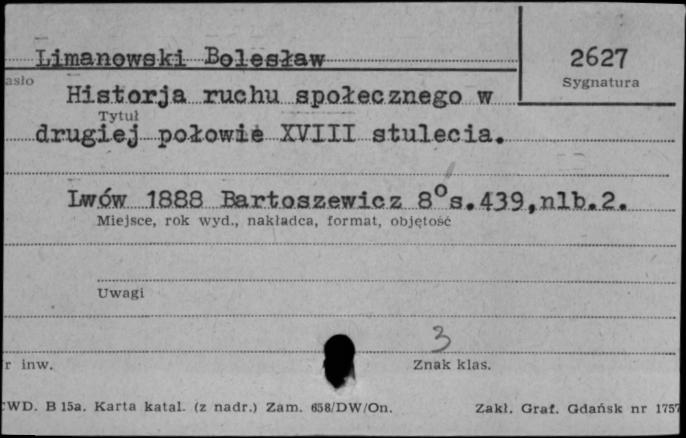 Limanowski Bolesław
2627
asło
Sygnatura
Historja ruchu społecznego w
Tytuł
drugiej połowie XVIII stulecia.
Lwów 1888 Bartoszewicz 8° s.439,nlb.2.
Miejsce, rok wyd., nakładca, format, objętość
Uwagi
3
r inw.
Znak klas.
CWD. B 15a. Karta katal. (z nadr.) Zam. 658/DW/On.
Zakł. Graf. Gdańsk nr 1757